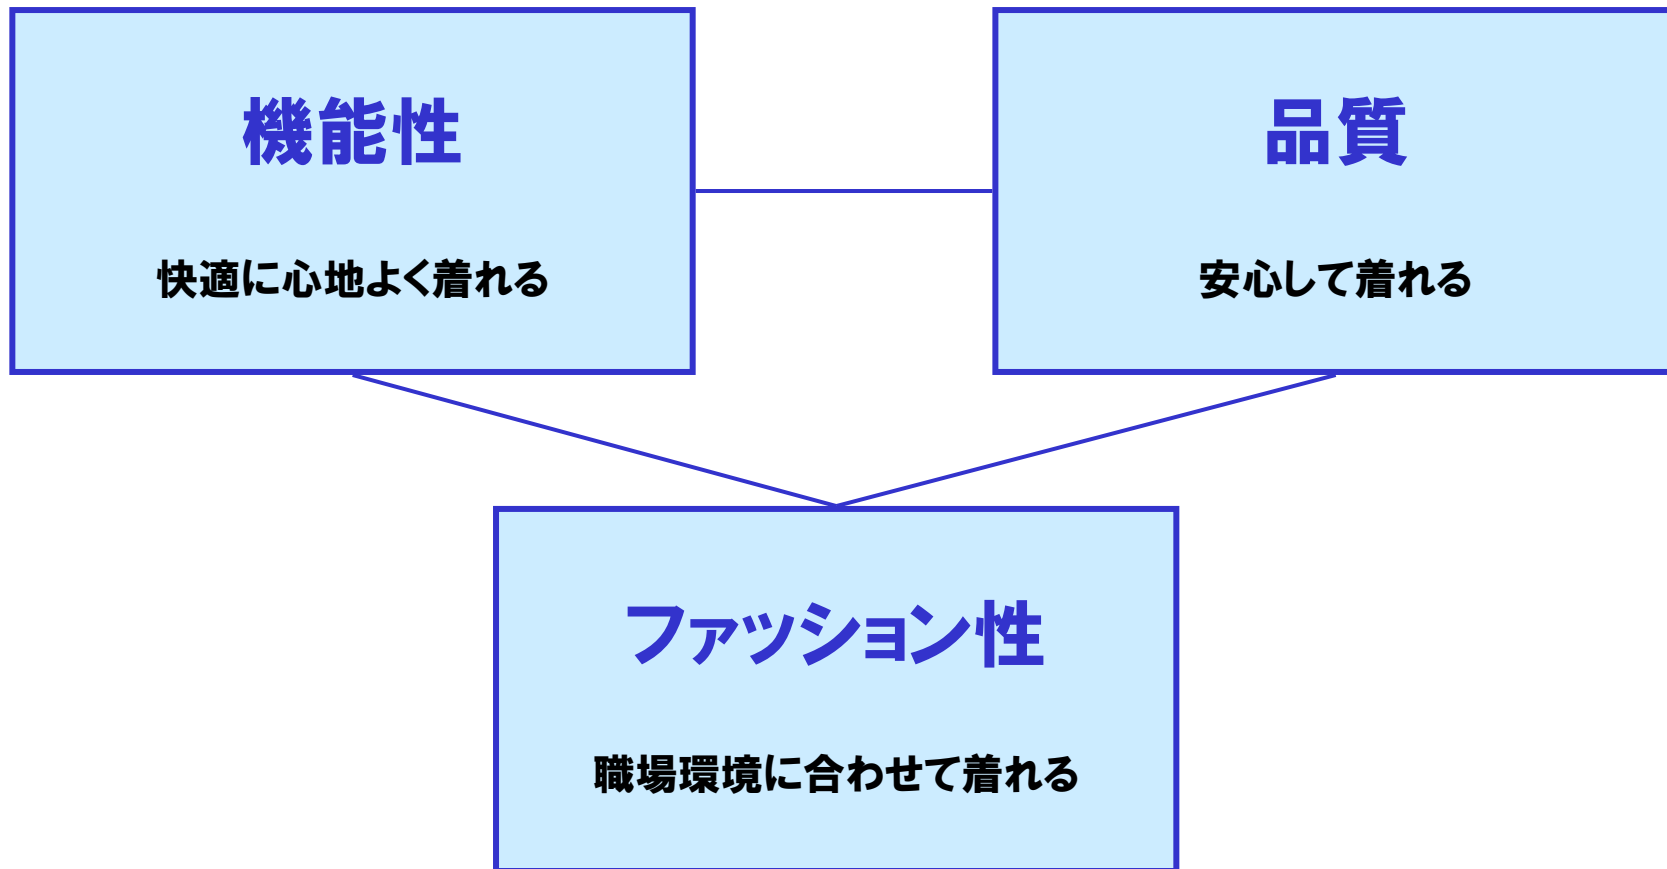 機能性
快適に心地よく着れる
品質
安心して着れる
ファッション性
職場環境に合わせて着れる